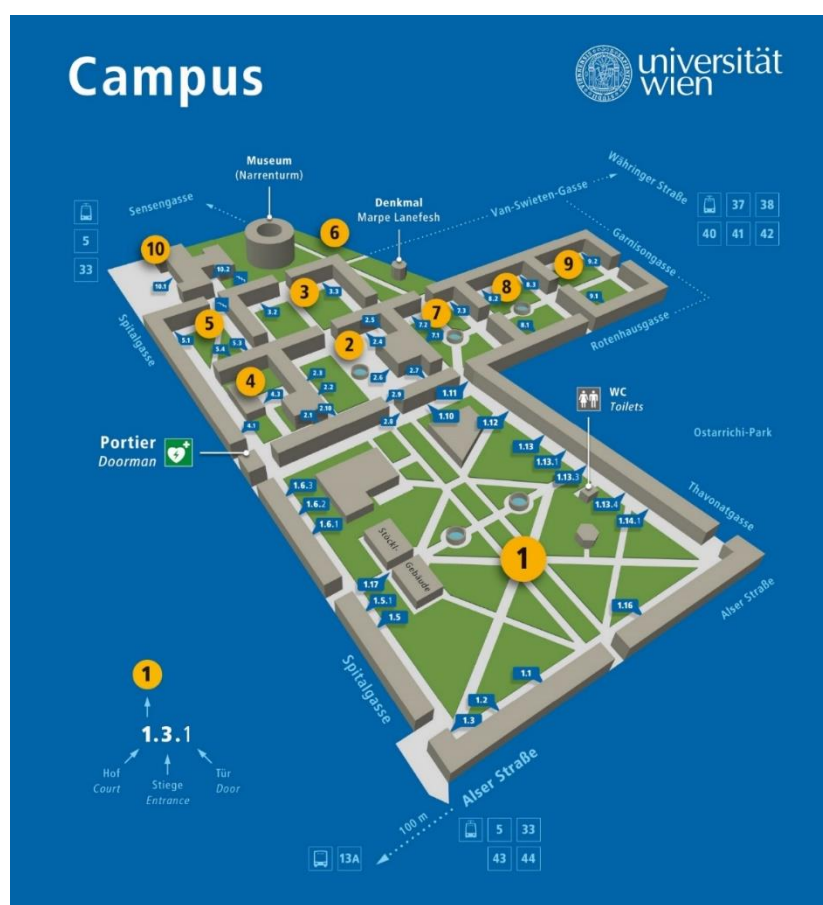 Campus
universität
wien
Museum
(Narrenturm)
Sensengasse
Denkmal
Marpe Lanefesh
Van-Swieten-Gasse
Währinger Straße
37 38
40 41 42
5
33
Garnisongasse
Rotenhausgasse
6
10
10.1
10.2
3
3.3
3.2
9
9.2
9.1
8
8.3
8.2
8.1
7
7.3
7.2
7.1
5
5.1
5.3
5.4
2
2.5
2.4
2.6
2.7
2.3
2.2
2.9
2.8
2.10
2.1
4
4.3
4.1
Spitalgasse
Portier
Doorman
WC
Toilets
Ostarrichi-Park
Thavonatgasse
Alser Straße
1.11
1.10
1.12
1.13
1.13.1
1.13.3
1.13.4
1.14.1
1.6.3
1.6.2
1.6.1
Stöckl-
Gebäude
1
1.17
1.5.1
1.5
1.16
1.1
1.2
1.3
Spitalgasse
Alser Straße
100 m
13A
5 33
43 44
1
1.3.1
Hof
Court
Stiege
Entrance
Tür
Door